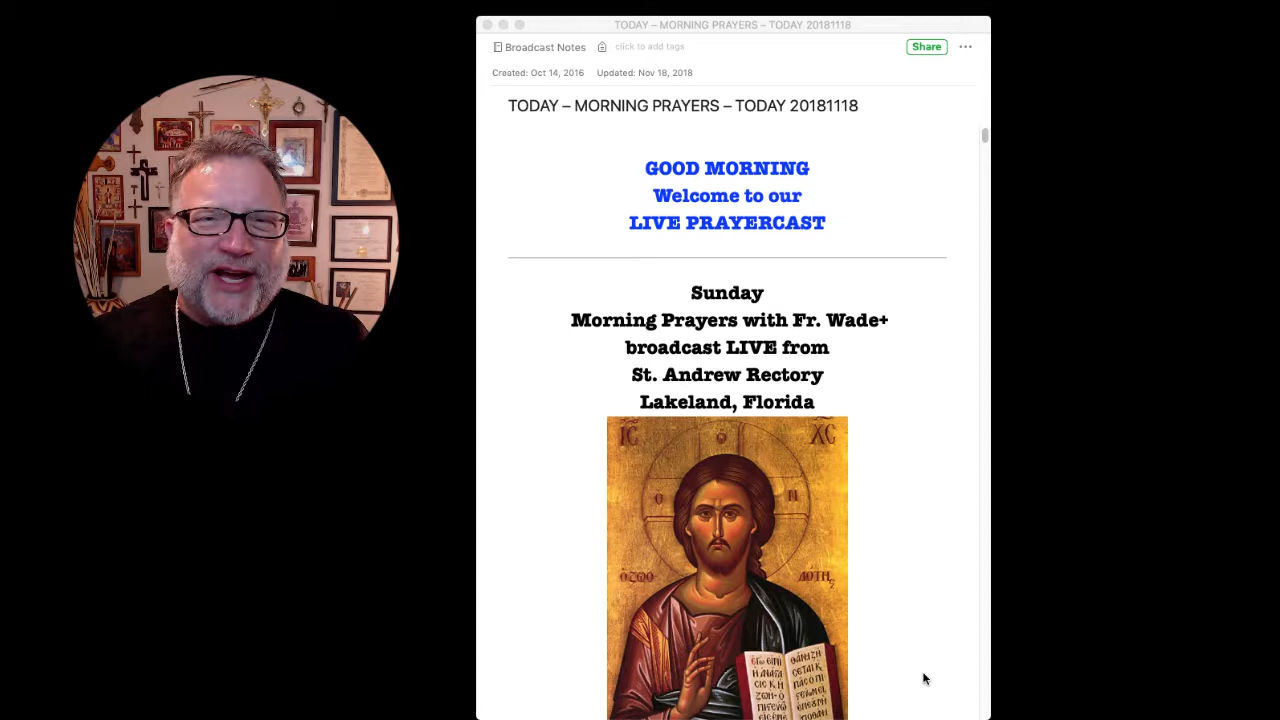 TODAY – MORNING PRAYERS – TODAY 20181118
Broadcast Notes
click to add tags
Share
Created: Oct 14, 2016
Updated: Nov 18, 2018
TODAY – MORNING PRAYERS – TODAY 20181118
GOOD MORNING
Welcome to our
LIVE PRAYERCAST
Sunday
Morning Prayers with Fr. Wade+
broadcast LIVE from
St. Andrew Rectory
Lakeland, Florida
IC XC